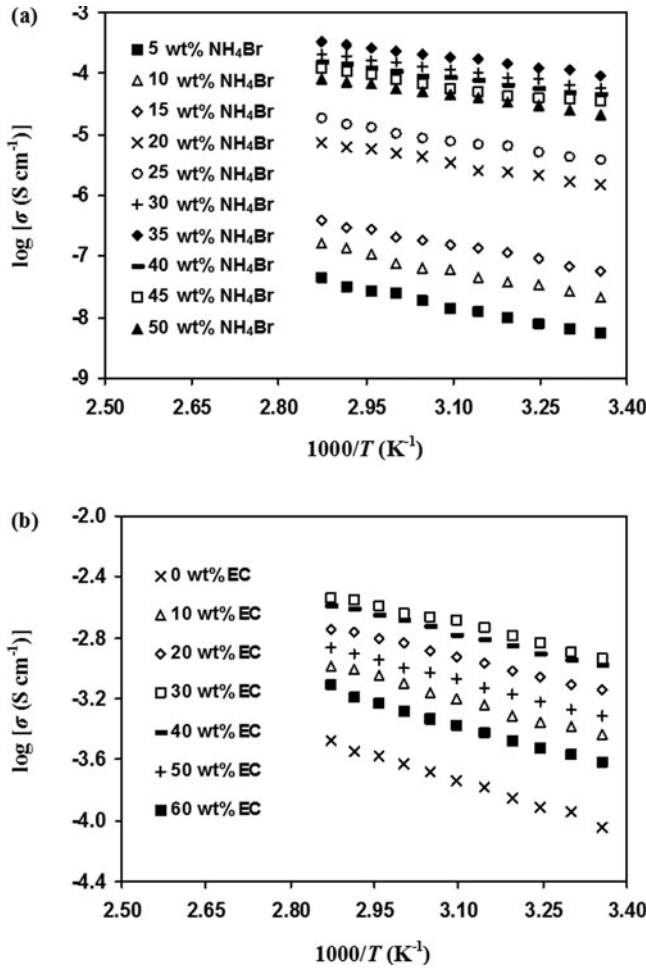 (a)
-3
-4
-5
-6
-7
-8
-9
log [σ (S cm⁻¹)]
5 wt% NH₄Br
10 wt% NH₄Br
15 wt% NH₄Br
20 wt% NH₄Br
25 wt% NH₄Br
30 wt% NH₄Br
35 wt% NH₄Br
40 wt% NH₄Br
45 wt% NH₄Br
50 wt% NH₄Br
2.50 2.65 2.80 2.95 3.10 3.25 3.40
1000/T (K⁻¹)
(b)
-2.0
-2.4
-2.8
-3.2
-3.6
-4.0
-4.4
log [σ (S cm⁻¹)]
0 wt% EC
10 wt% EC
20 wt% EC
30 wt% EC
40 wt% EC
50 wt% EC
60 wt% EC
2.50 2.65 2.80 2.95 3.10 3.25 3.40
1000/T (K⁻¹)